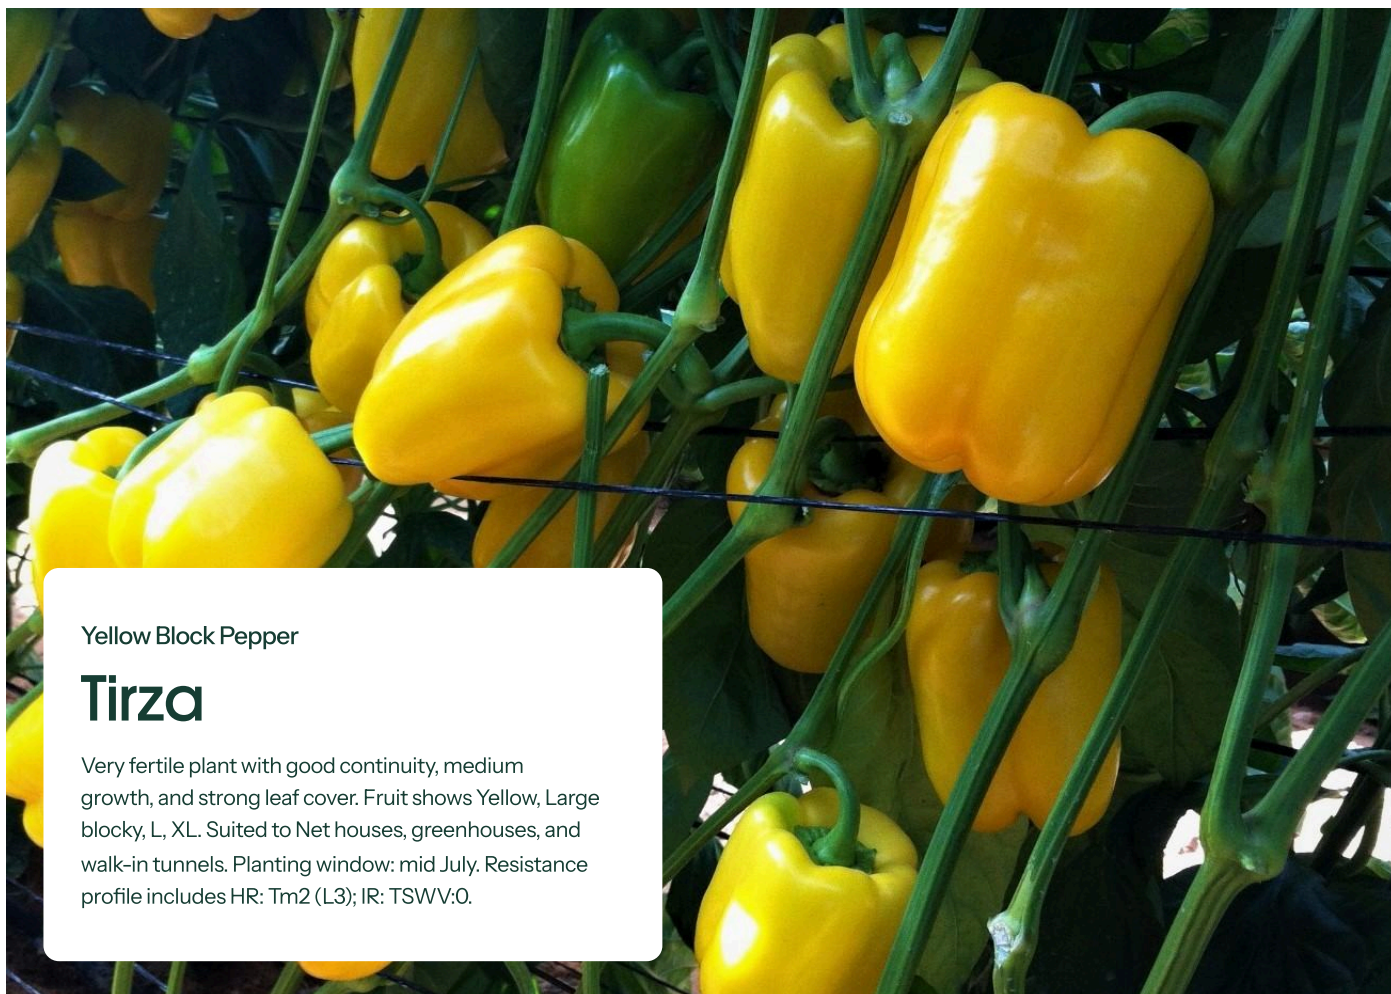 Yellow Block Pepper
Tirza
Very fertile plant with good continuity, medium
growth, and strong leaf cover. Fruit shows Yellow, Large
blocky, L, XL. Suited to Net houses, greenhouses, and
walk-in tunnels. Planting window: mid July. Resistance
profile includes HR: Tm2 (L3); IR: TSWV:0.